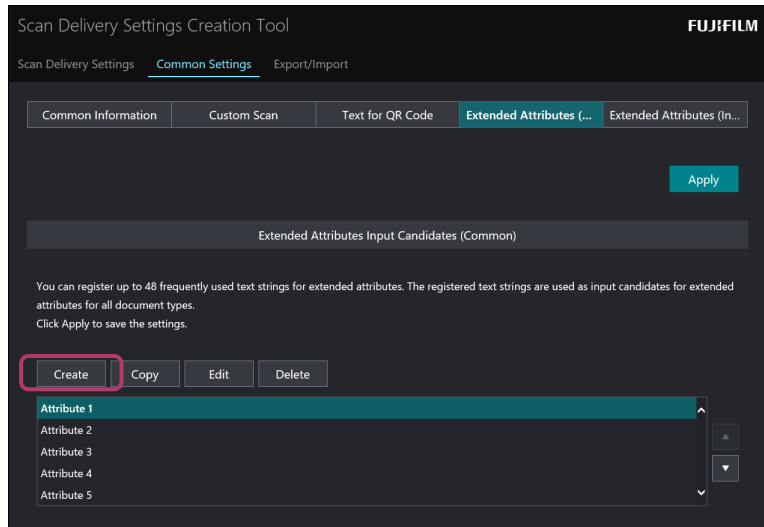 Scan Delivery Settings Creation Tool
FUJIFILM
Scan Delivery Settings Common Settings Export/Import
Common Information Custom Scan Text for QR Code Extended Attributes (... Extended Attributes (In...
Apply
Extended Attributes Input Candidates (Common)
You can register up to 48 frequently used text strings for extended attributes. The registered text strings are used as input candidates for extended
attributes for all document types.
Click Apply to save the settings.
Create Copy Edit Delete
Attribute 1
Attribute 2
Attribute 3
Attribute 4
Attribute 5